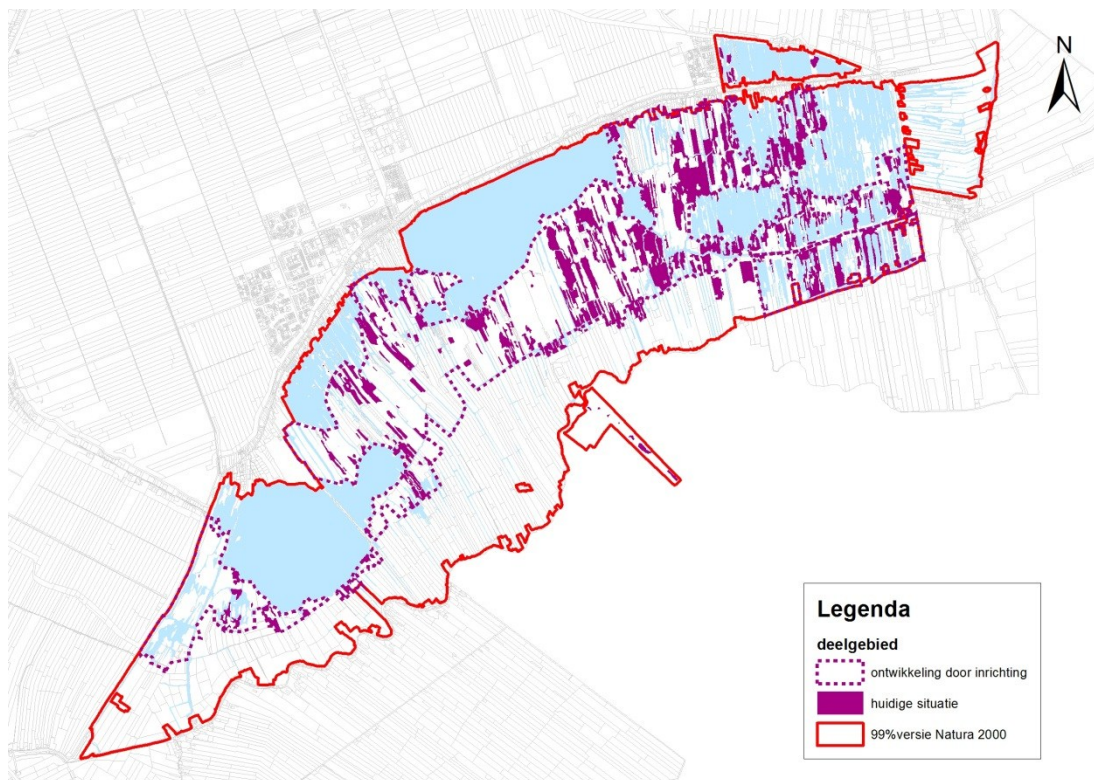 N
Legenda
deelgebied
ontwikkeling door inrichting
huidige situatie
99%versie Natura 2000